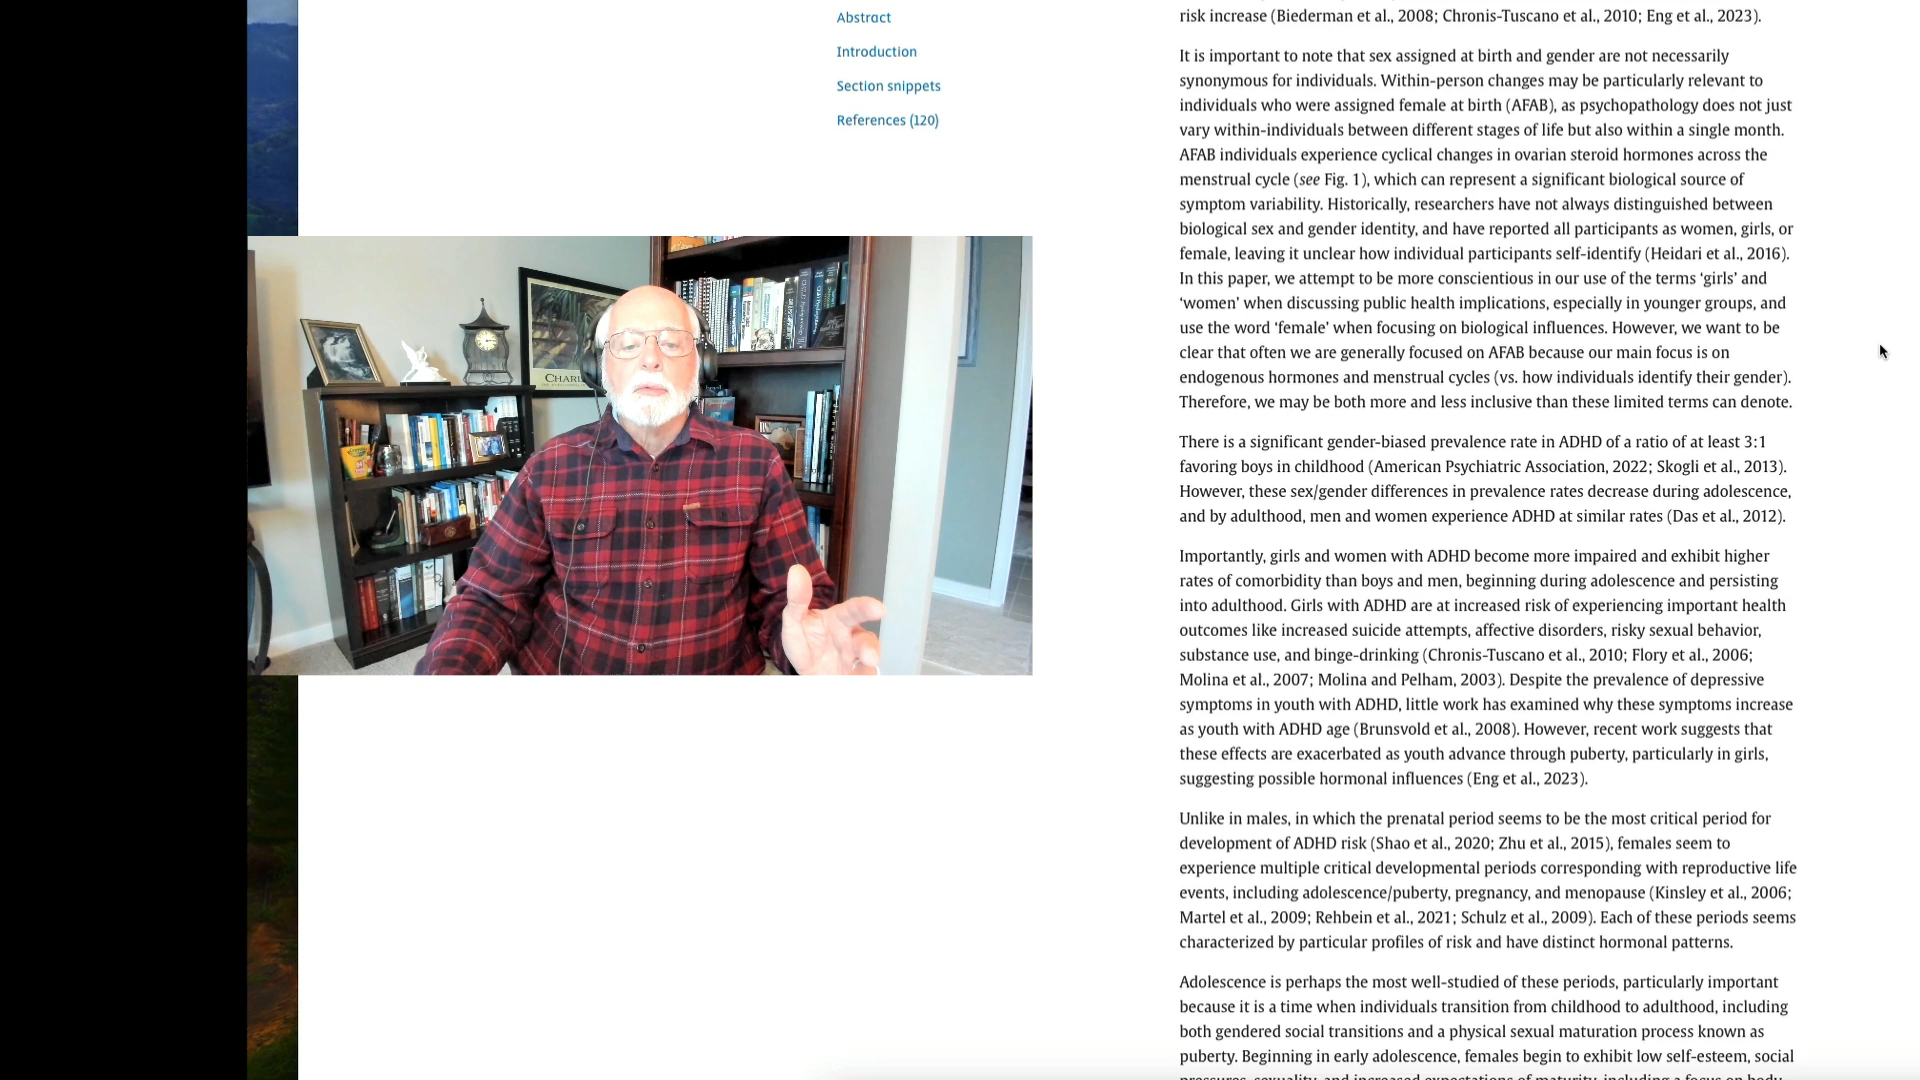 Abstract
Introduction
Section snippets
References (120)
risk increase (Biederman et al., 2008; Chronis-Tuscano et al., 2010; Eng et al., 2023).
It is important to note that sex assigned at birth and gender are not necessarily
synonymous for individuals. Within-person changes may be particularly relevant to
individuals who were assigned female at birth (AFAB), as psychopathology does not just
vary within-individuals between different stages of life but also within a single month.
AFAB individuals experience cyclical changes in ovarian steroid hormones across the
menstrual cycle (see Fig. 1), which can represent a significant biological source of
symptom variability. Historically, researchers have not always distinguished between
biological sex and gender identity, and have reported all participants as women, girls, or
female, leaving it unclear how individual participants self-identify (Heidari et al., 2016).
In this paper, we attempt to be more conscientious in our use of the terms ‘girls’ and
‘women’ when discussing public health implications, especially in younger groups, and
use the word ‘female’ when focusing on biological influences. However, we want to be
clear that often we are generally focused on AFAB because our main focus is on
endogenous hormones and menstrual cycles (vs. how individuals identify their gender).
Therefore, we may be both more and less inclusive than these limited terms can denote.
There is a significant gender-biased prevalence rate in ADHD of a ratio of at least 3:1
favoring boys in childhood (American Psychiatric Association, 2022; Skogli et al., 2013).
However, these sex/gender differences in prevalence rates decrease during adolescence,
and by adulthood, men and women experience ADHD at similar rates (Das et al., 2012).
Importantly, girls and women with ADHD become more impaired and exhibit higher
rates of comorbidity than boys and men, beginning during adolescence and persisting
into adulthood. Girls with ADHD are at increased risk of experiencing important health
outcomes like increased suicide attempts, affective disorders, risky sexual behavior,
substance use, and binge-drinking (Chronis-Tuscano et al., 2010; Flory et al., 2006;
Molina et al., 2007; Molina and Pelham, 2003). Despite the prevalence of depressive
symptoms in youth with ADHD, little work has examined why these symptoms increase
as youth with ADHD age (Brunsvold et al., 2008). However, recent work suggests that
these effects are exacerbated as youth advance through puberty, particularly in girls,
suggesting possible hormonal influences (Eng et al., 2023).
Unlike in males, in which the prenatal period seems to be the most critical period for
development of ADHD risk (Shao et al., 2020; Zhu et al., 2015), females seem to
experience multiple critical developmental periods corresponding with reproductive life
events, including adolescence/puberty, pregnancy, and menopause (Kinsley et al., 2006;
Martel et al., 2009; Rehbein et al., 2021; Schulz et al., 2009). Each of these periods seems
characterized by particular profiles of risk and have distinct hormonal patterns.
Adolescence is perhaps the most well-studied of these periods, particularly important
because it is a time when individuals transition from childhood to adulthood, including
both gendered social transitions and a physical sexual maturation process known as
puberty. Beginning in early adolescence, females begin to exhibit low self-esteem, social
pressures, sexuality, and increased expectations of maturity, including a focus on body